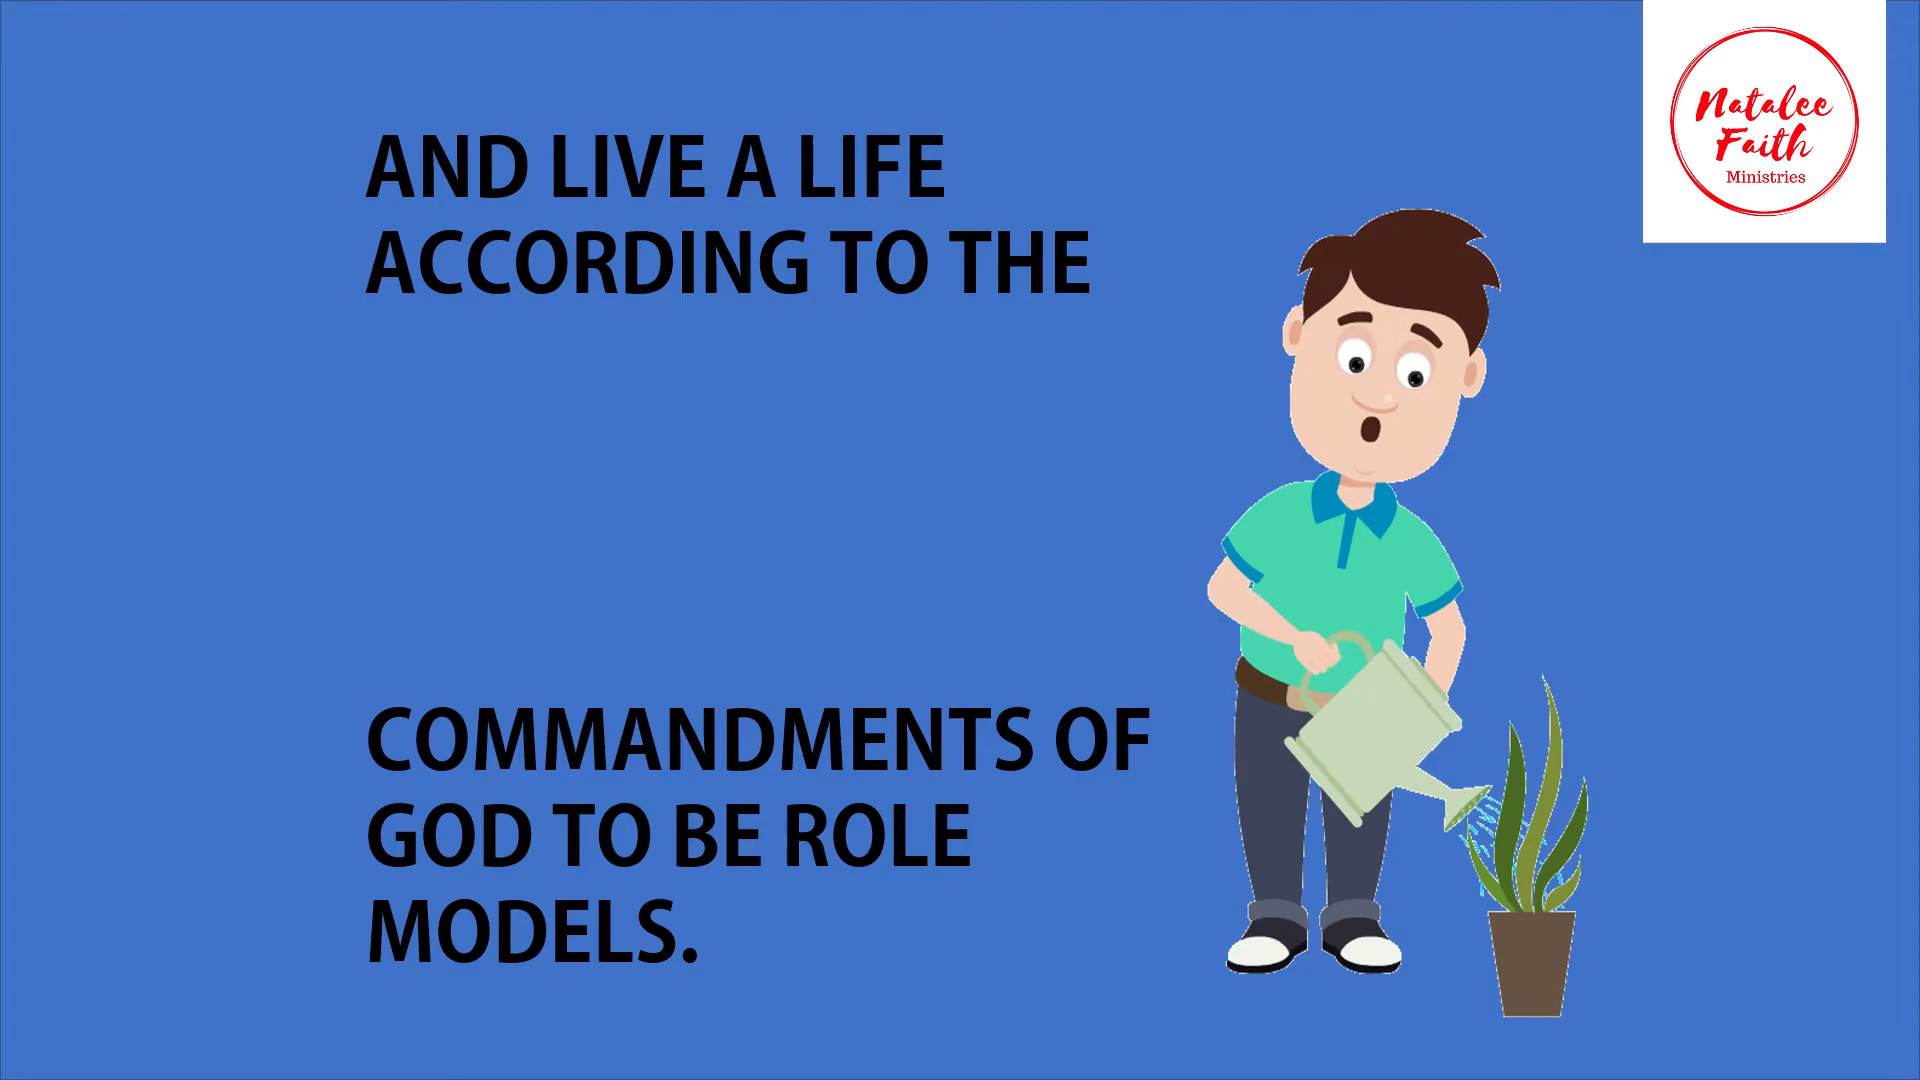 AND LIVE A LIFE
ACCORDING TO THE
COMMANDMENTS OF
GOD TO BE ROLE
MODELS.
Natalee
Faith
Ministries